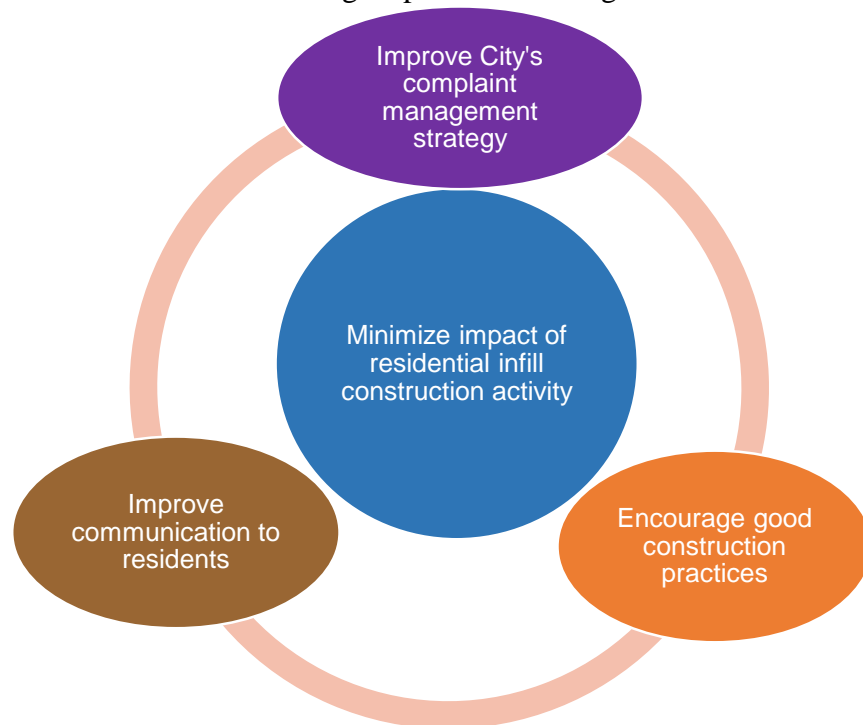 Improve City's
complaint
management
strategy
Minimize impact of
residential infill
construction activity
Improve
communication to
residents
Encourage good
construction
practices